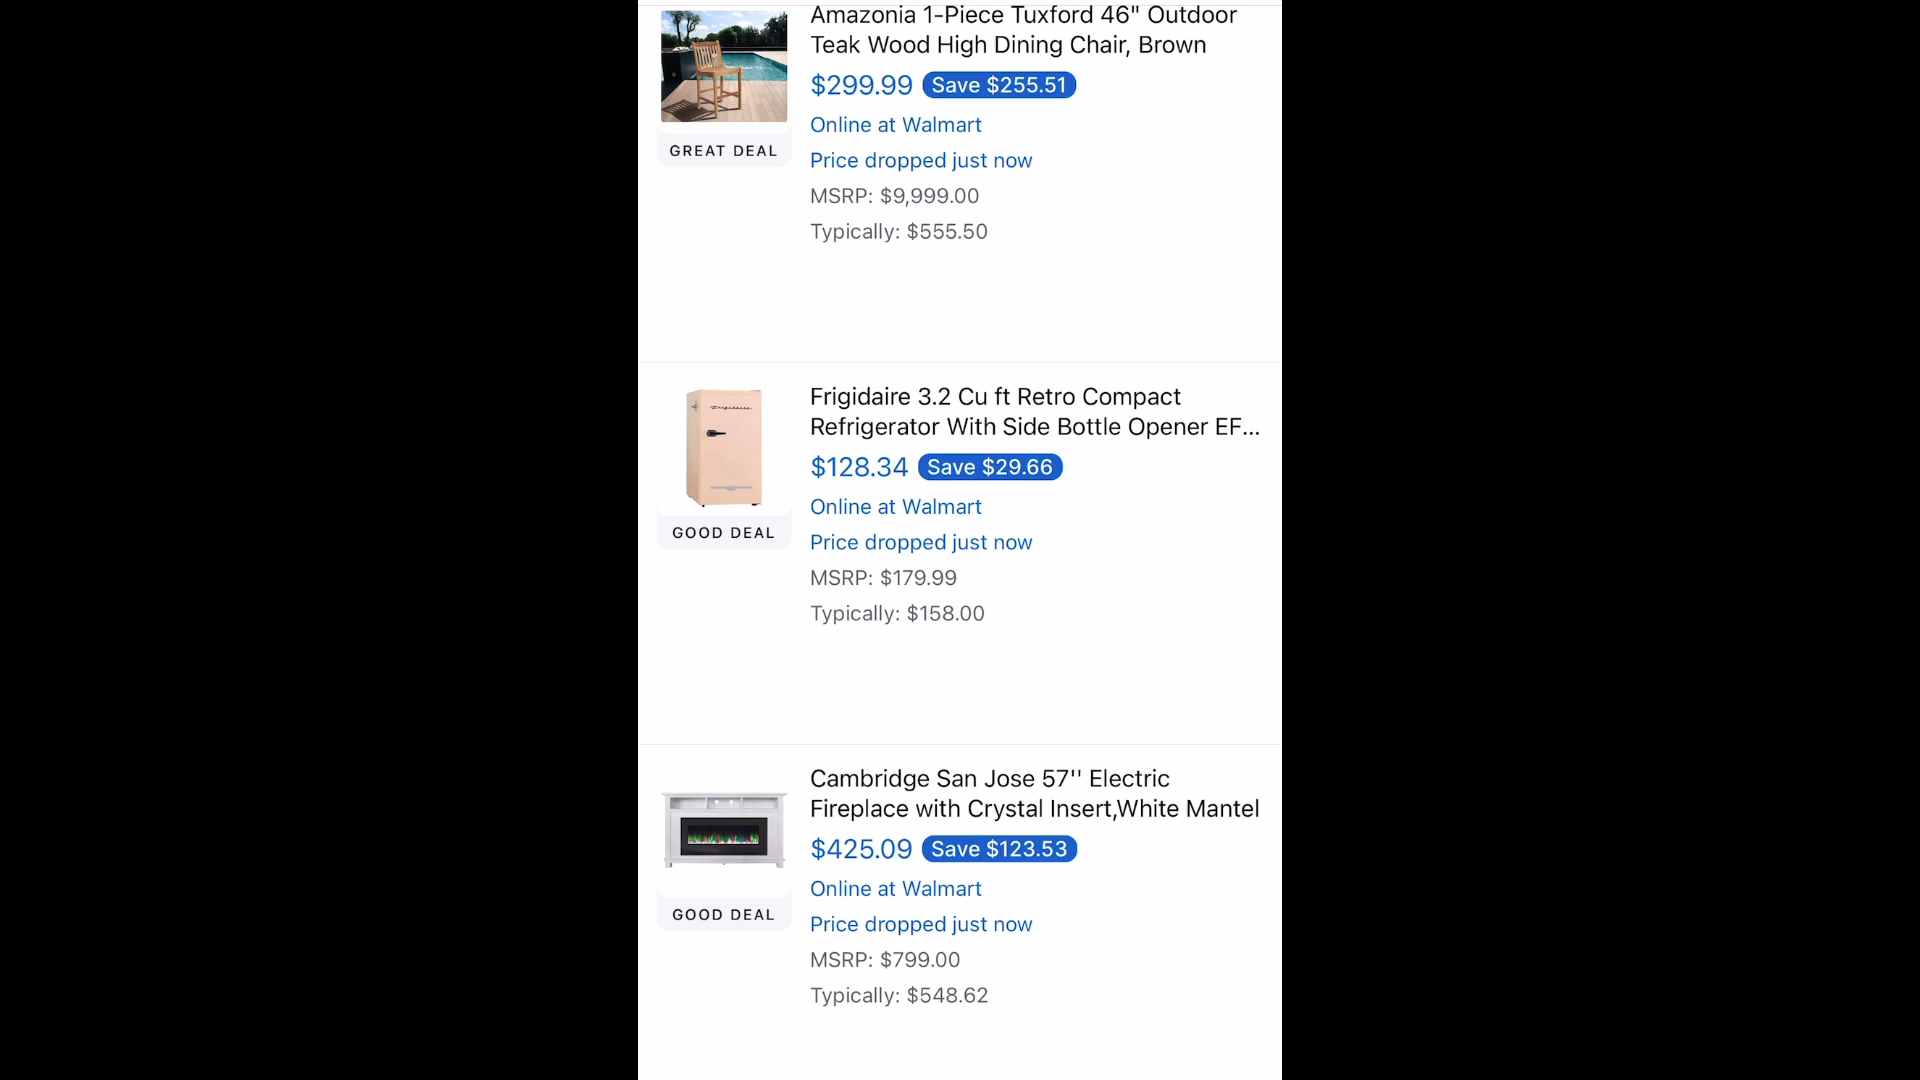 Amazonia 1-Piece Tuxford 46" Outdoor
Teak Wood High Dining Chair, Brown
$299.99 Save $255.51
Online at Walmart
Price dropped just now
MSRP: $9,999.00
Typically: $555.50
GREAT DEAL
Frigidaire 3.2 Cu ft Retro Compact
Refrigerator With Side Bottle Opener EF...
$128.34 Save $29.66
Online at Walmart
Price dropped just now
MSRP: $179.99
Typically: $158.00
Frigidaire
GOOD DEAL
Cambridge San Jose 57'' Electric
Fireplace with Crystal Insert,White Mantel
$425.09 Save $123.53
Online at Walmart
Price dropped just now
MSRP: $799.00
Typically: $548.62
GOOD DEAL